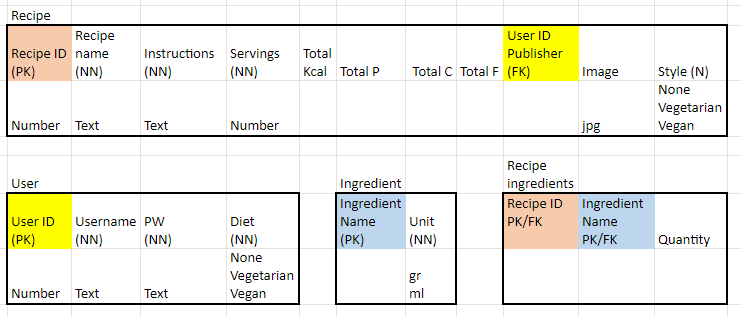 Recipe
Recipe ID (PK)
Recipe name (NN)
Instructions (NN)
Servings (NN)
Total Kcal
Total P
Total C
Total F
User ID Publisher (FK)
Image
Style (N)
Number
Text
Text
Number
jpg
None
Vegetarian
Vegan
User
User ID (PK)
Username (NN)
PW (NN)
Diet (NN)
Number
Text
Text
None
Vegetarian
Vegan
Ingredient
Ingredient Name (PK)
Unit (NN)
gr
ml
Recipe ingredients
Recipe ID PK/FK
Ingredient Name PK/FK
Quantity